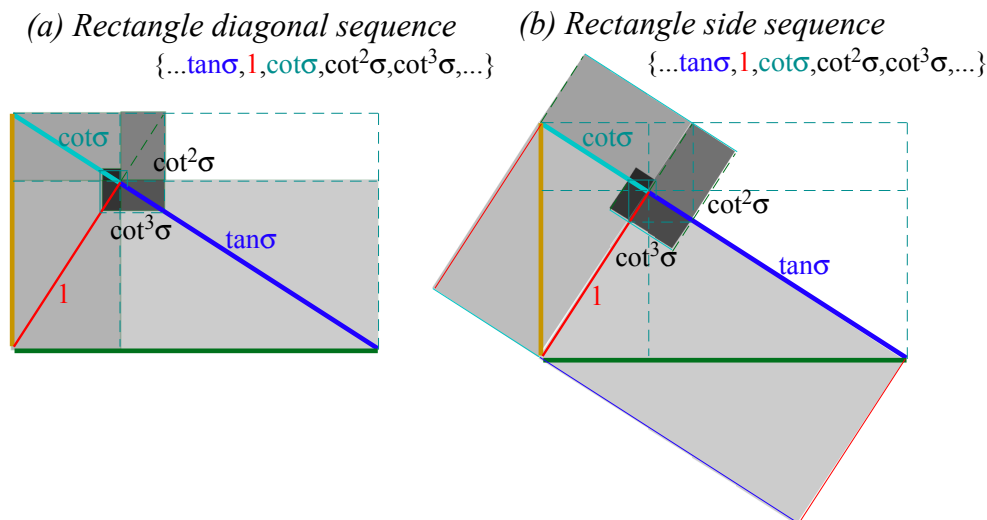 (a) Rectangle diagonal sequence
{...tanσ,1,cotσ,cot²σ,cot³σ,...}
cotσ
cot²σ
cot³σ
tanσ
1
(b) Rectangle side sequence
{...tanσ,1,cotσ,cot²σ,cot³σ,...}
cotσ
cot²σ
cot³σ
tanσ
1